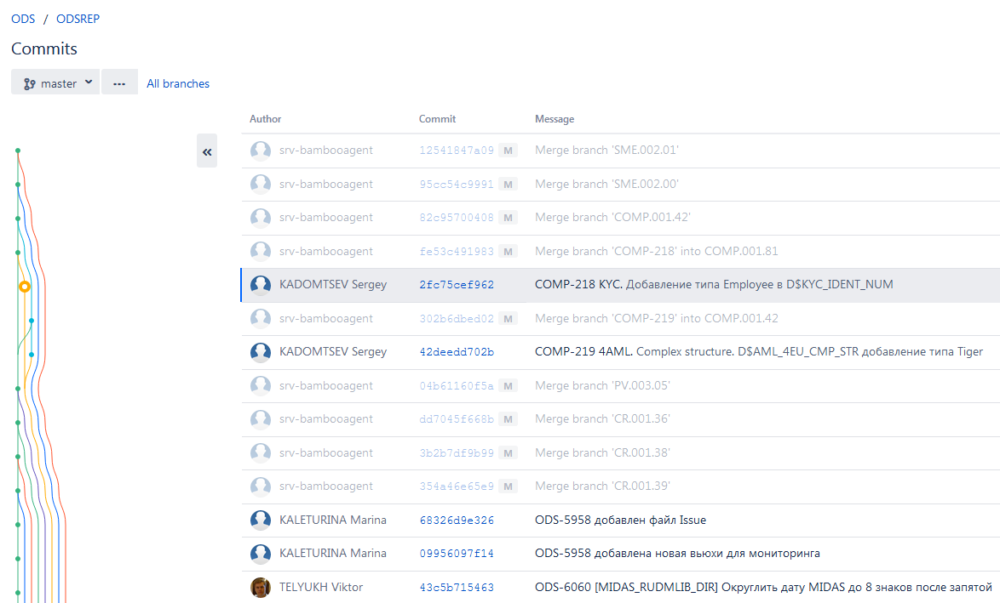 ODS / ODSREP
Commits
master ... All branches
Author Commit Message
srv-bambooagent 12541847a09 M Merge branch 'SME.002.01'
srv-bambooagent 95cc54c9991 M Merge branch 'SME.002.00'
srv-bambooagent 82c95700408 M Merge branch 'COMP.001.42'
srv-bambooagent fe53c491983 M Merge branch 'COMP-218' into COMP.001.81
KADOMTSEV Sergey 2fc75cef962 COMP-218 KYC. Добавление типа Employee в D$KYC_IDENT_NUM
srv-bambooagent 302b6dbed02 M Merge branch 'COMP-219' into COMP.001.42
KADOMTSEV Sergey 42deedd702b COMP-219 4AML. Complex structure. D$AML_4EU_CMP_STR добавление типа Tiger
srv-bambooagent 04b61160f5a M Merge branch 'PV.003.05'
srv-bambooagent dd7045f668b M Merge branch 'CR.001.36'
srv-bambooagent 3b2b7df9b99 M Merge branch 'CR.001.38'
srv-bambooagent 354a46e65e9 M Merge branch 'CR.001.39'
KALETURINA Marina 68326d9e326 ODS-5958 добавлен файл Issue
KALETURINA Marina 09956097f14 ODS-5958 добавлена новая вьюхи для мониторинга
TELYUKH Viktor 43c5b715463 ODS-6060 [MIDAS_RUDMLIB_DIR] Округлить дату MIDAS до 8 знаков после запятой